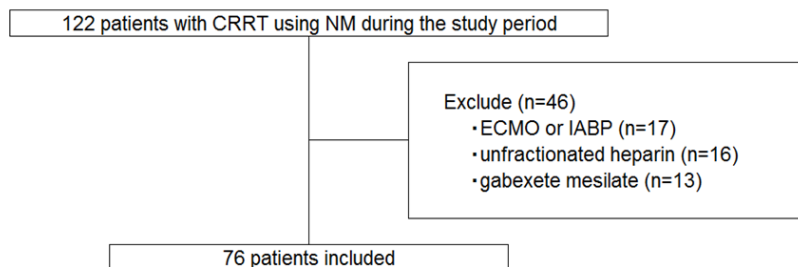 122 patients with CRRT using NM during the study period
Exclude (n=46)
・ECMO or IABP (n=17)
・unfractionated heparin (n=16)
・gabexete mesilate (n=13)
76 patients included